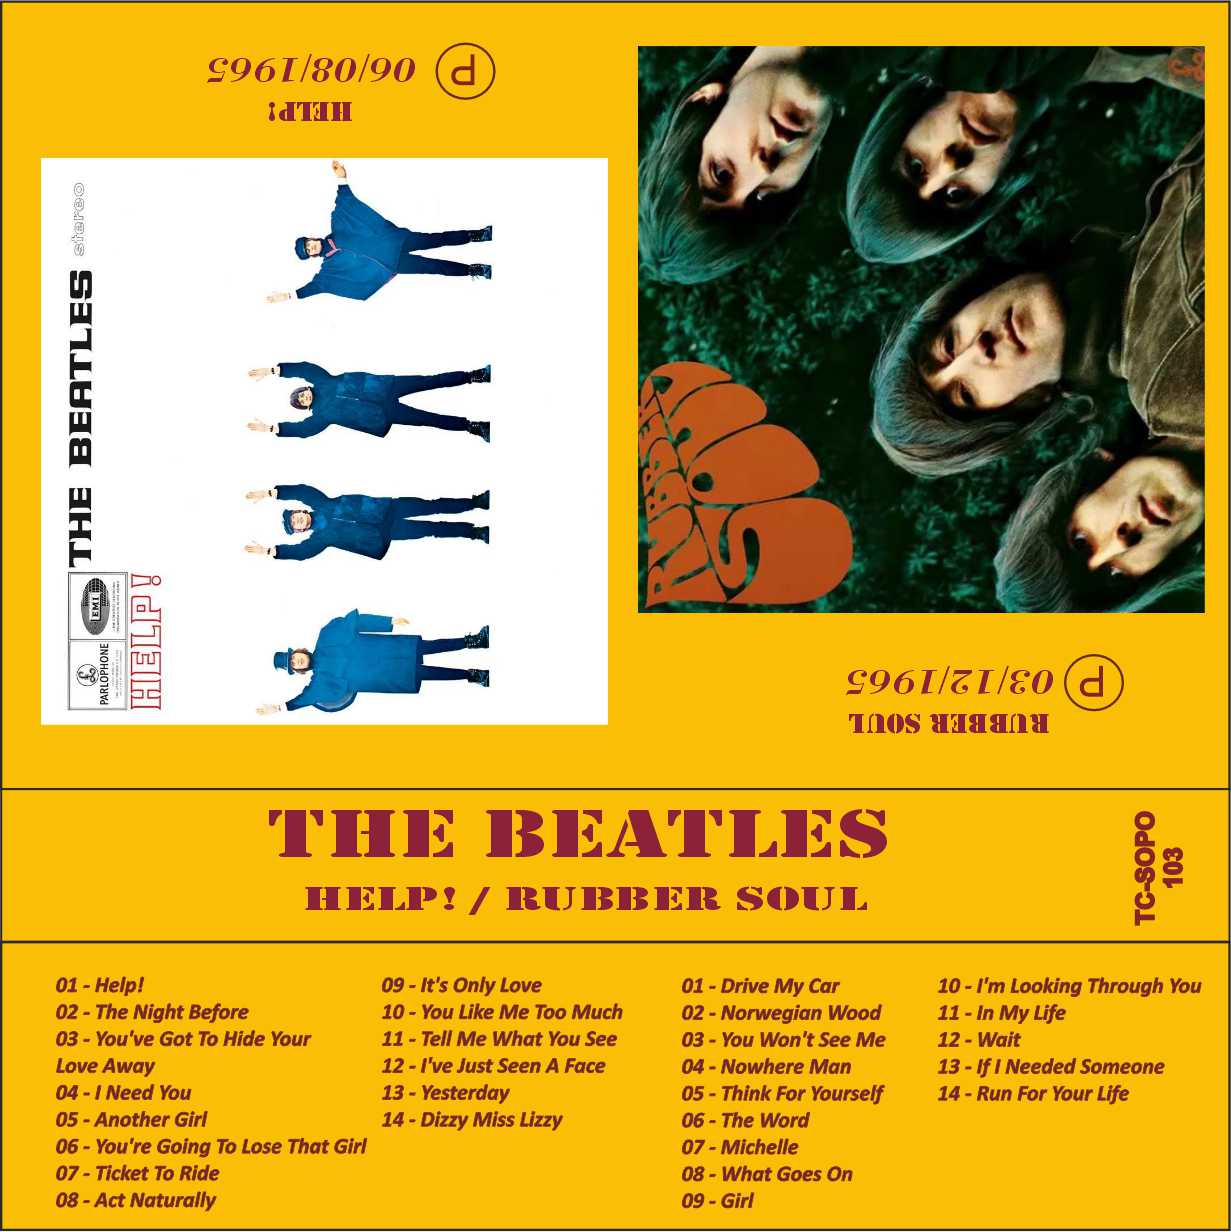 ℗ 06/08/1965
HELP!
stereo
THE BEATLES
HELP!
EMI
PARLOPHONE
RUBBER
SOUL
℗ 03/12/1965
RUBBER SOUL
THE BEATLES
HELP! / RUBBER SOUL
TC-SOPO
103
01 - Help!
02 - The Night Before
03 - You've Got To Hide Your
Love Away
04 - I Need You
05 - Another Girl
06 - You're Going To Lose That Girl
07 - Ticket To Ride
08 - Act Naturally
09 - It's Only Love
10 - You Like Me Too Much
11 - Tell Me What You See
12 - I've Just Seen A Face
13 - Yesterday
14 - Dizzy Miss Lizzy
01 - Drive My Car
02 - Norwegian Wood
03 - You Won't See Me
04 - Nowhere Man
05 - Think For Yourself
06 - The Word
07 - Michelle
08 - What Goes On
09 - Girl
10 - I'm Looking Through You
11 - In My Life
12 - Wait
13 - If I Needed Someone
14 - Run For Your Life